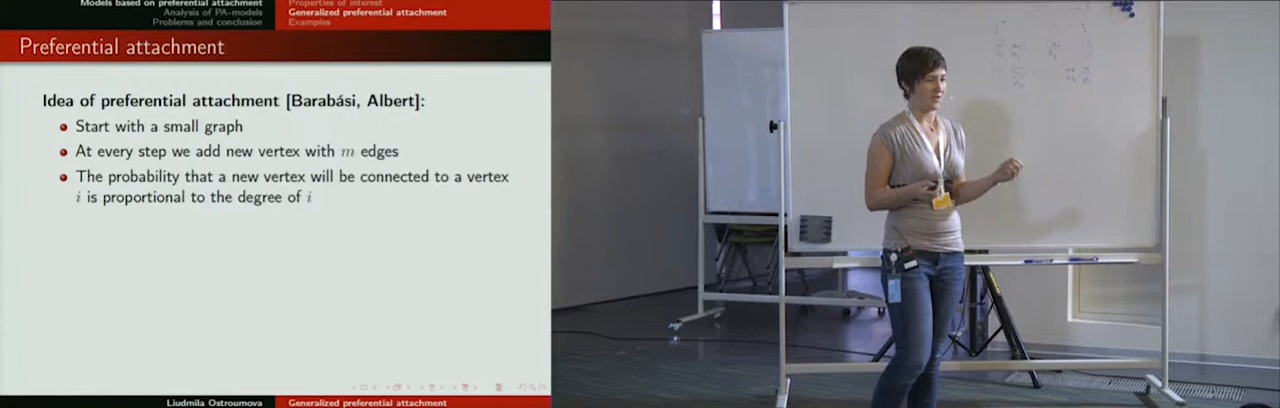 Models based on preferential attachment
Analysis of PA-models
Problems and conclusion
Properties of interest
Generalized preferential attachment
Examples
Preferential attachment
Idea of preferential attachment [Barabási, Albert]:
Start with a small graph
At every step we add new vertex with m edges
The probability that a new vertex will be connected to a vertex
i is proportional to the degree of i
Liudmila Ostroumova
Generalized preferential attachment